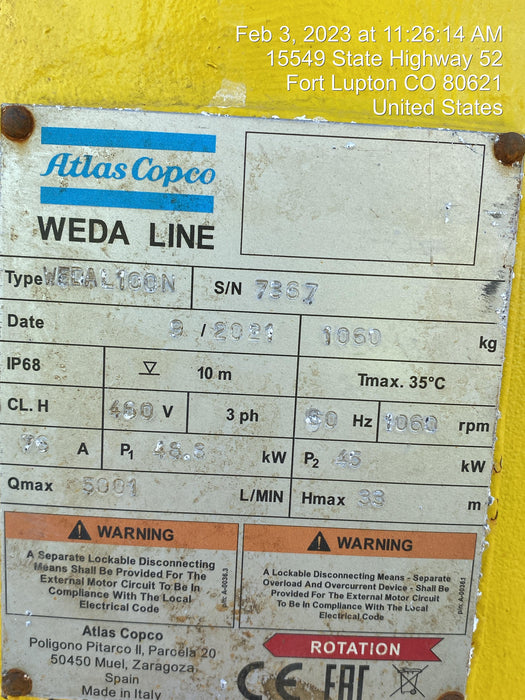 Feb 3, 2023 at 11:26:14 AM
15549 State Highway 52
Fort Lupton CO 80621
United States
Atlas Copco
WEDA LINE
Type WEDAL100N S/N 7367
Date 9 / 2021 1060 kg
IP68 10 m Tmax. 35°C
CL. H 460 V 3 ph 60 Hz 1060 rpm
A P1 kW P2 45 kW
Qmax 5001 L/MIN Hmax 33 m
WARNING
A Separate Lockable Disconnecting
Means Shall Be Provided For The
External Motor Circuit To Be In
Compliance With The Local
Electrical Code
WARNING
A Lockable Disconnecting Means - Separate
Overload And Overcurrent Device - Shall Be
Provided For The External Motor Circuit
To Be In Compliance With The Local
Electrical Code
Atlas Copco
Poligono Pitarco II, Parcela 20
50450 Muel, Zaragoza
Spain
Made in Italy
ROTATION
CE EAC